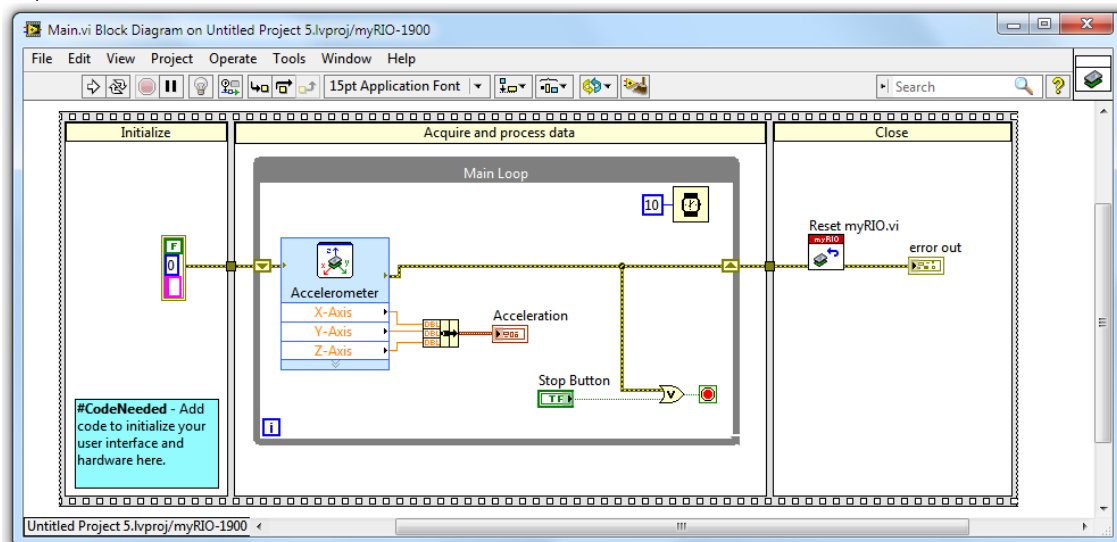 Main.vi Block Diagram on Untitled Project 5.lvproj/myRIO-1900
File Edit View Project Operate Tools Window Help
15pt Application Font
Search
Initialize
Acquire and process data
Close
Main Loop
10
Reset myRIO.vi
myRIO
error out
F
0
Accelerometer
X-Axis
Y-Axis
Z-Axis
DBL
DBL
DBL
Acceleration
Stop Button
TF
V
i
#CodeNeeded - Add
code to initialize your
user interface and
hardware here.
Untitled Project 5.lvproj/myRIO-1900